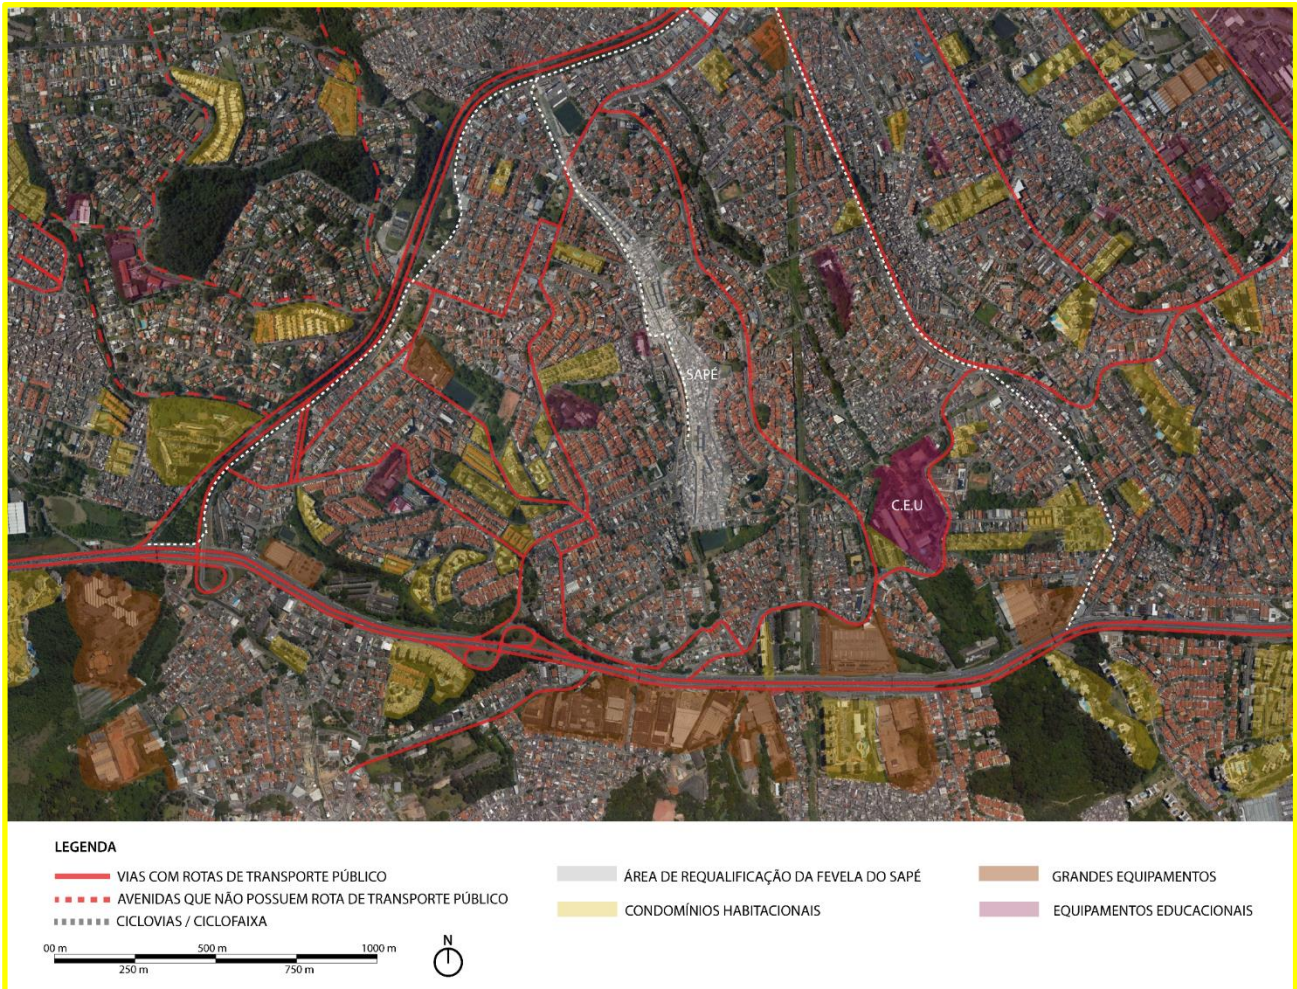 SAPÉ
C.E.U
LEGENDA
VIAS COM ROTAS DE TRANSPORTE PÚBLICO
AVENIDAS QUE NÃO POSSUEM ROTA DE TRANSPORTE PÚBLICO
CICLOVIAS / CICLOFAIXA
ÁREA DE REQUALIFICAÇÃO DA FEVELA DO SAPÉ
CONDOMÍNIOS HABITACIONAIS
GRANDES EQUIPAMENTOS
EQUIPAMENTOS EDUCACIONAIS
00 m 500 m 1000 m
250 m 750 m
N